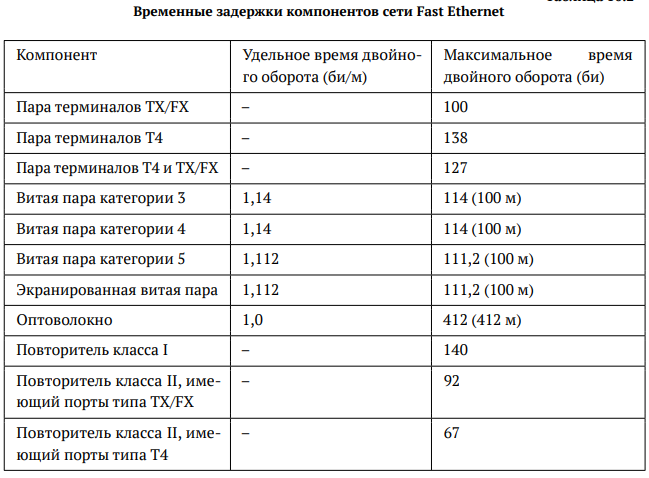 Временные задержки компонентов сети Fast Ethernet
Компонент
Удельное время двойно-
го оборота (би/м)
Максимальное время
двойного оборота (би)
Пара терминалов TX/FX
–
100
Пара терминалов T4
–
138
Пара терминалов T4 и TX/FX
–
127
Витая пара категории 3
1,14
114 (100 м)
Витая пара категории 4
1,14
114 (100 м)
Витая пара категории 5
1,112
111,2 (100 м)
Экранированная витая пара
1,112
111,2 (100 м)
Оптоволокно
1,0
412 (412 м)
Повторитель класса I
–
140
Повторитель класса II, име-
ющий порты типа TX/FX
–
92
Повторитель класса II, име-
ющий порты типа T4
–
67